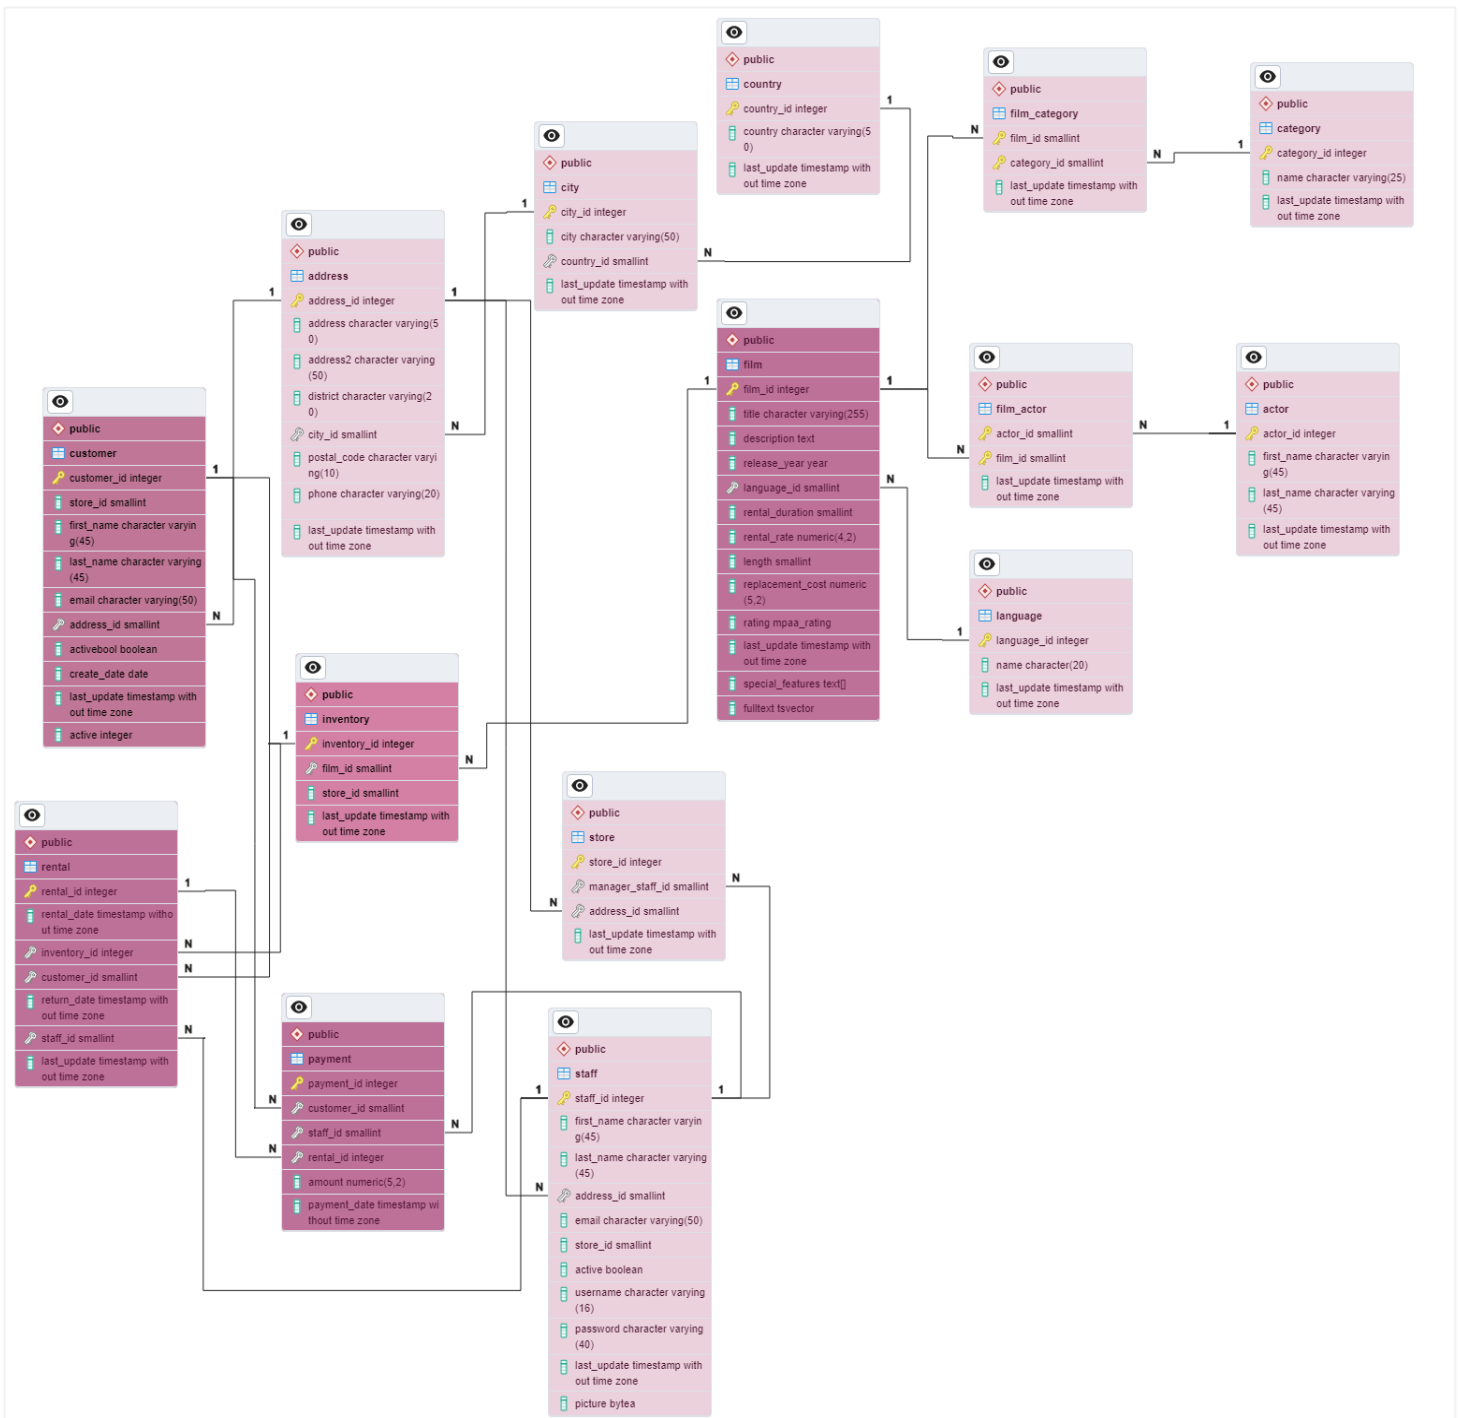 public
country
country_id integer
country character varying(5
0)
last_update timestamp with
out time zone
1
public
film_category
film_id smallint
category_id smallint
last_update timestamp with
out time zone
N
N
public
category
category_id integer
name character varying(25)
last_update timestamp with
out time zone
1
public
city
city_id integer
city character varying(50)
country_id smallint
last_update timestamp with
out time zone
1
N
public
address
address_id integer
address character varying(5
0)
address2 character varying
(50)
district character varying(2
0)
city_id smallint
postal_code character varyi
ng(10)
phone character varying(20)
last_update timestamp with
out time zone
1
1
N
public
film
film_id integer
title character varying(255)
description text
release_year year
language_id smallint
rental_duration smallint
rental_rate numeric(4,2)
length smallint
replacement_cost numeric
(5,2)
rating mpaa_rating
last_update timestamp with
out time zone
special_features text[]
fulltext tsvector
1
1
N
public
film_actor
actor_id smallint
film_id smallint
last_update timestamp with
out time zone
N
N
public
actor
actor_id integer
first_name character varyin
g(45)
last_name character varying
(45)
last_update timestamp with
out time zone
1
public
customer
customer_id integer
store_id smallint
first_name character varyin
g(45)
last_name character varying
(45)
email character varying(50)
address_id smallint
activebool boolean
create_date date
last_update timestamp with
out time zone
active integer
1
N
public
language
language_id integer
name character(20)
last_update timestamp with
out time zone
1
public
inventory
inventory_id integer
film_id smallint
store_id smallint
last_update timestamp with
out time zone
1
N
public
store
store_id integer
manager_staff_id smallint
address_id smallint
last_update timestamp with
out time zone
N
N
public
rental
rental_id integer
rental_date timestamp witho
ut time zone
inventory_id integer
customer_id smallint
return_date timestamp with
out time zone
staff_id smallint
last_update timestamp with
out time zone
1
N
N
N
public
payment
payment_id integer
customer_id smallint
staff_id smallint
rental_id integer
amount numeric(5,2)
payment_date timestamp wi
thout time zone
N
N
N
public
staff
staff_id integer
first_name character varyin
g(45)
last_name character varying
(45)
address_id smallint
email character varying(50)
store_id smallint
active boolean
username character varying
(16)
password character varying
(40)
last_update timestamp with
out time zone
picture bytea
1
1
N